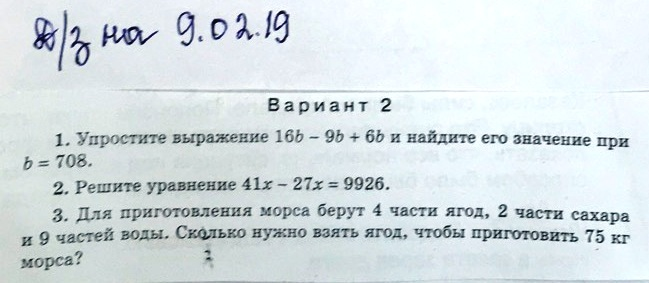 Д/з на 9.02.19
Вариант 2
1. Упростите выражение 16b − 9b + 6b и найдите его значение при
b = 708.
2. Решите уравнение 41x − 27x = 9926.
3. Для приготовления морса берут 4 части ягод, 2 части сахара
и 9 частей воды. Сколько нужно взять ягод, чтобы приготовить 75 кг
морса?